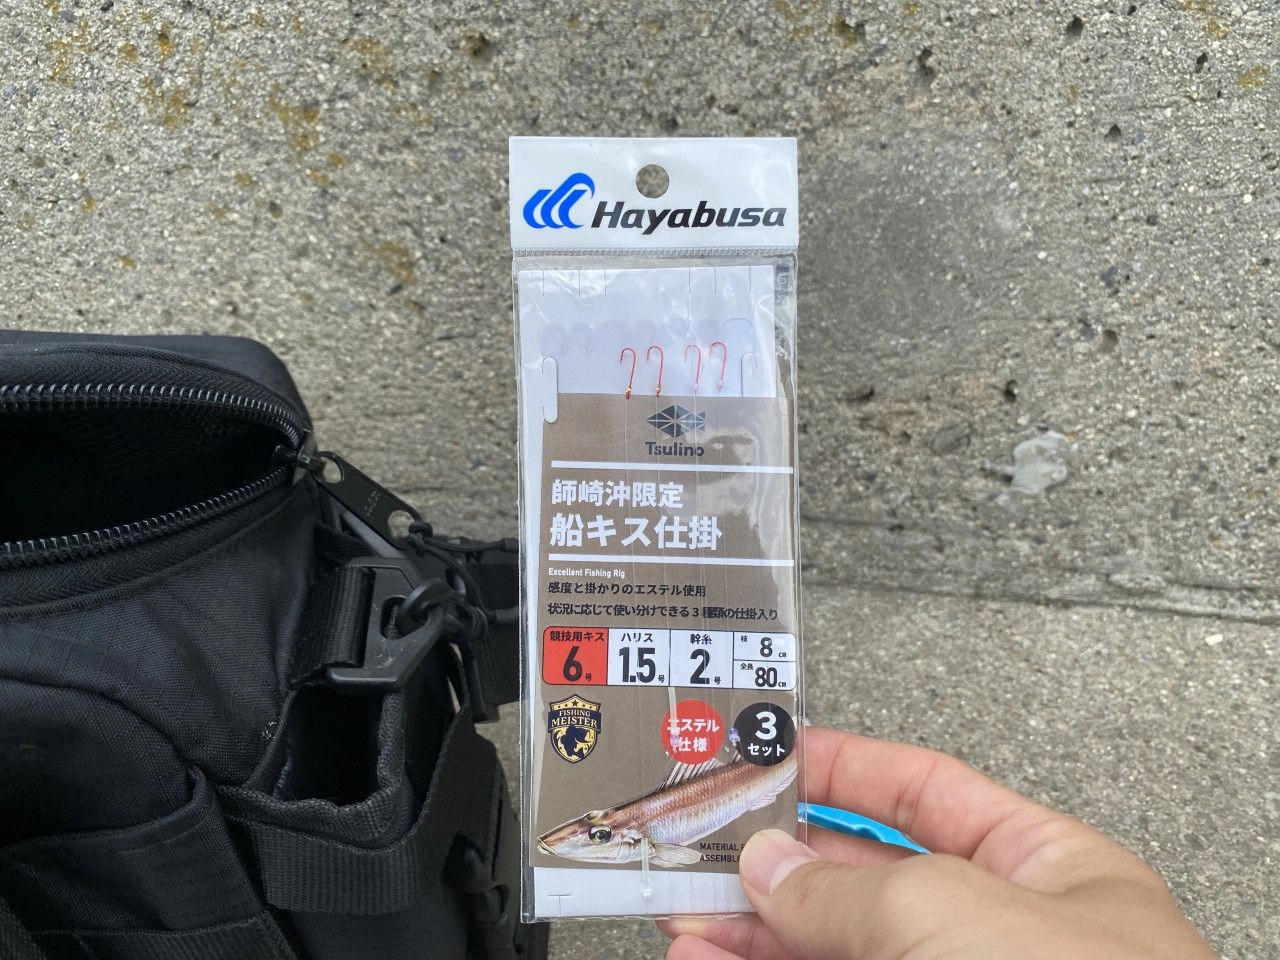 Hayabusa
Tsulino
師崎沖限定
船キス仕掛
Excellent Fishing Rig
感度と掛かりのエステル使用
状況に応じて使い分けできる3種類の仕掛入り
競技用キス
6号
ハリス
1.5号
幹糸
2号
枝
8cm
全長
80cm
FISHING
MEISTER
エステル
仕様
3
セット
MATERIAL